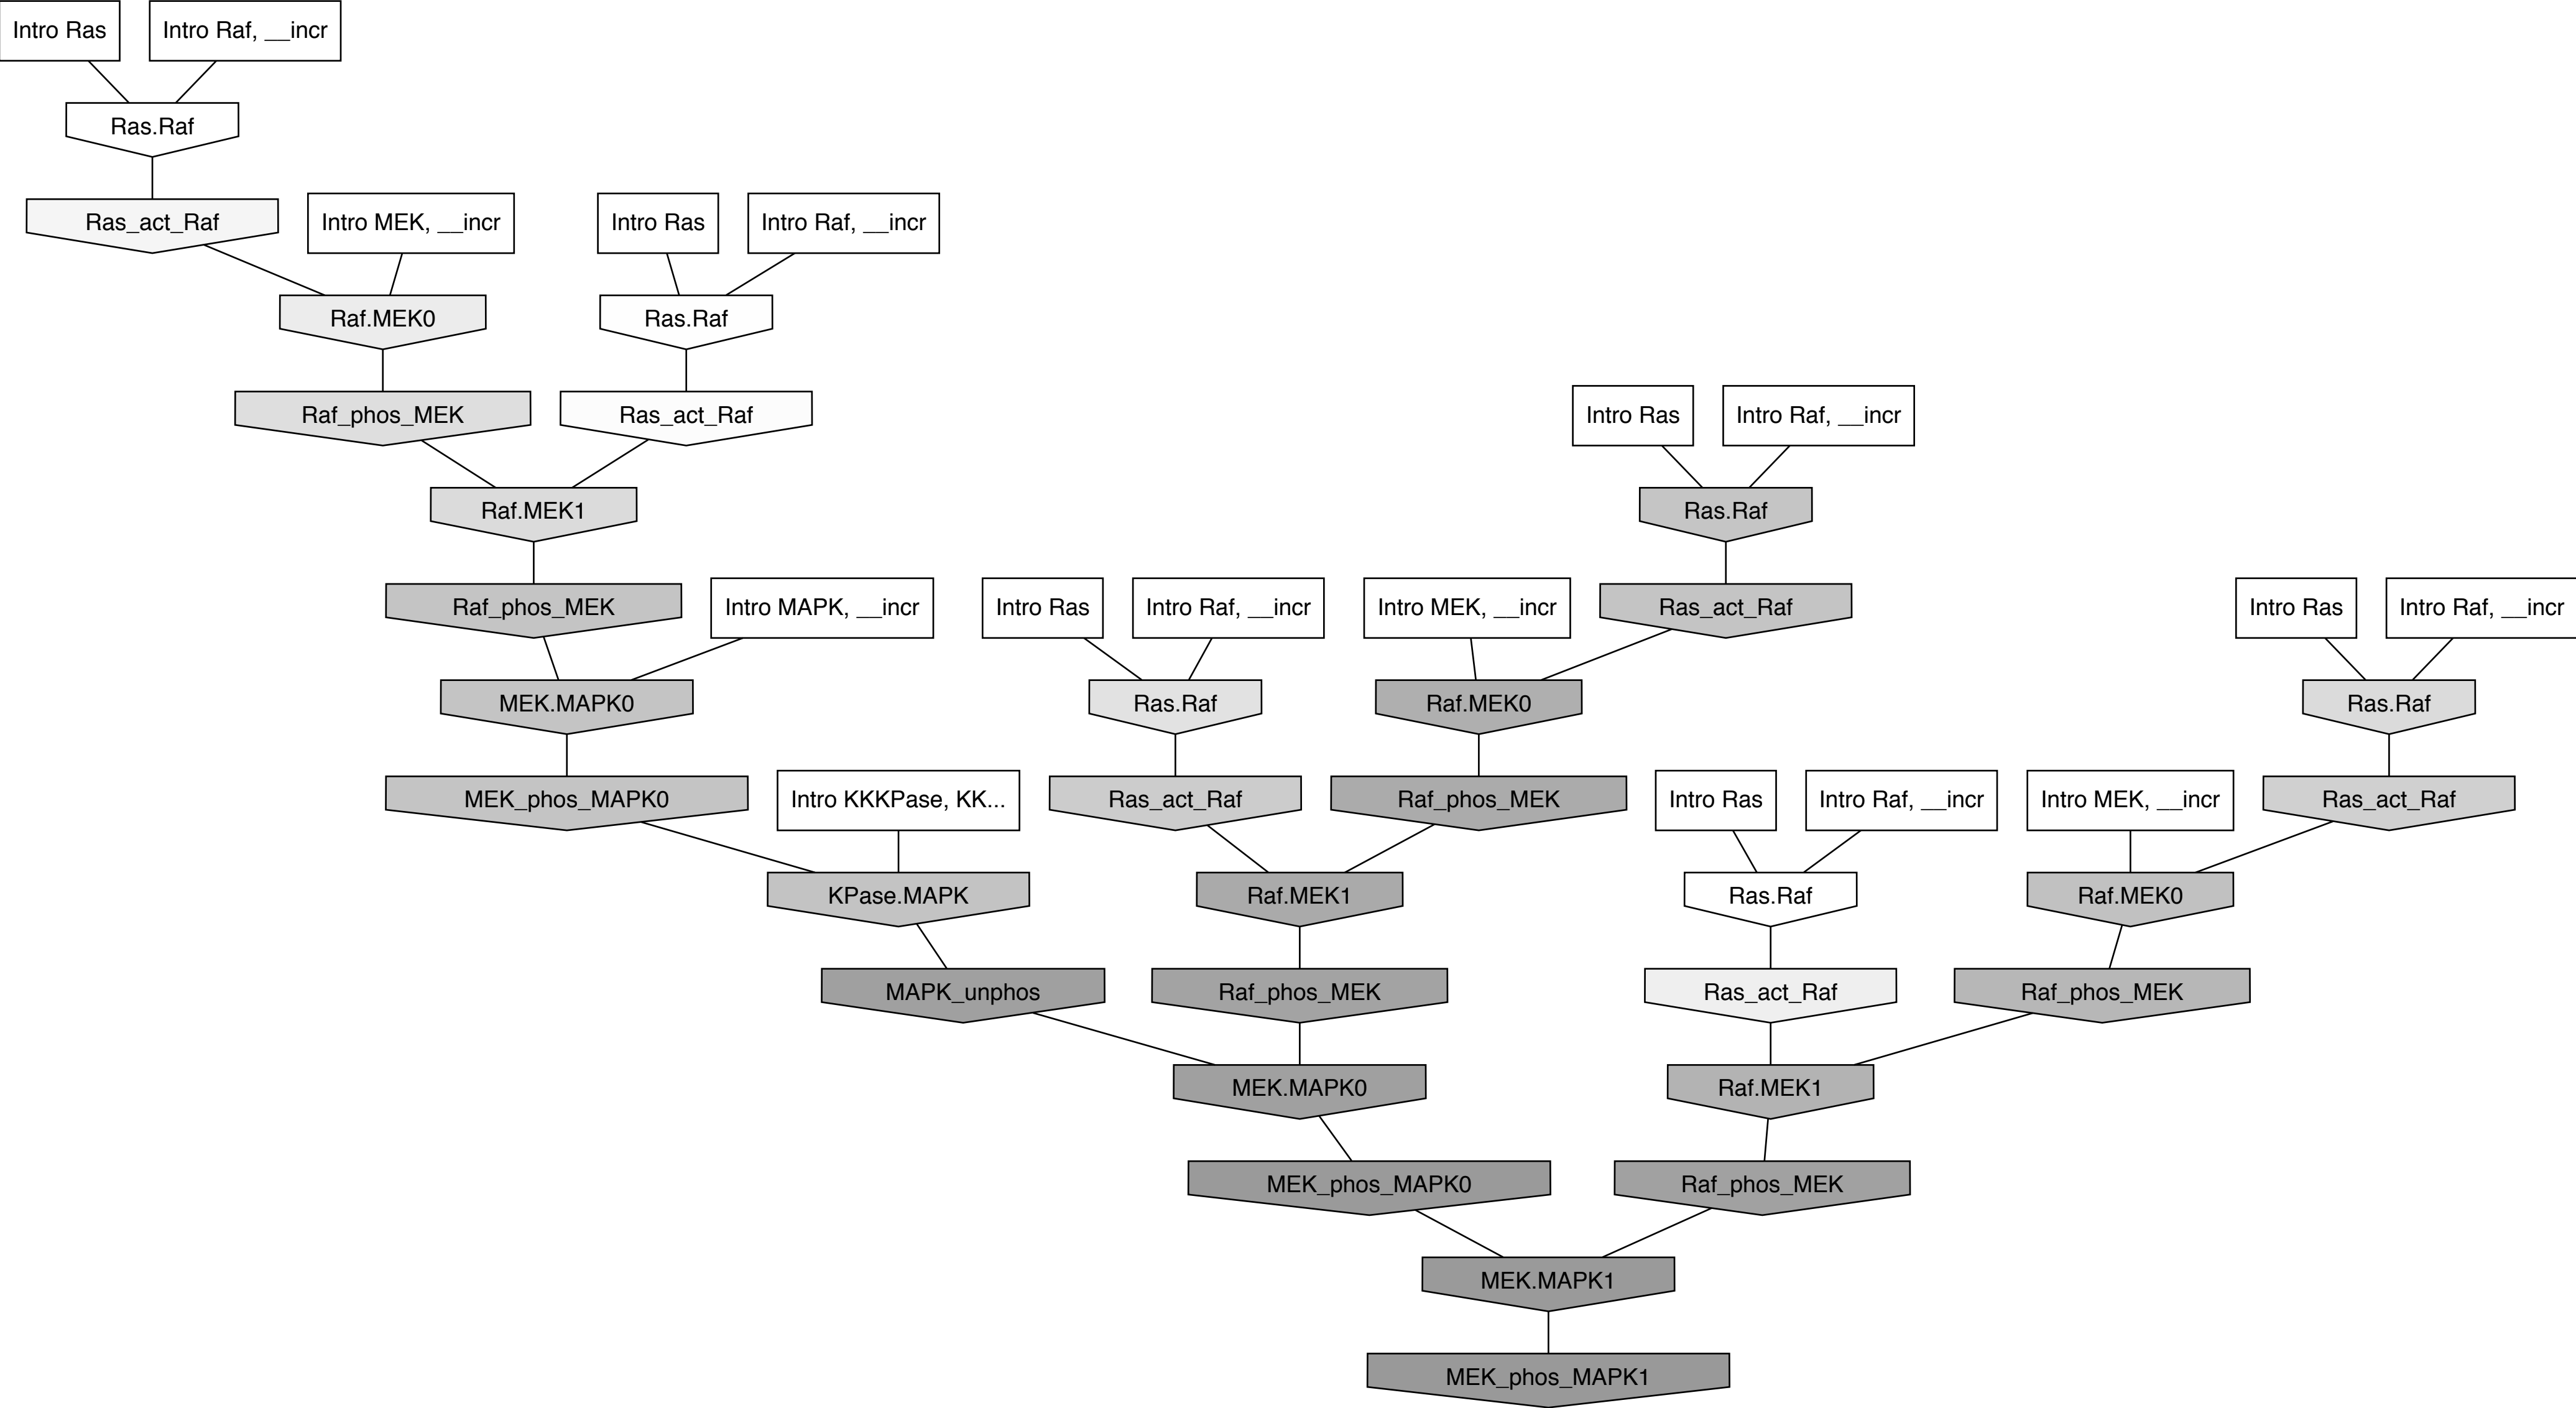 Intro Ras
Intro Raf, __incr
Ras.Raf
Ras_act_Raf
Intro MEK, __incr
Intro Ras
Intro Raf, __incr
Raf.MEK0
Ras.Raf
Raf_phos_MEK
Ras_act_Raf
Intro Ras
Intro Raf, __incr
Raf.MEK1
Ras.Raf
Raf_phos_MEK
Intro MAPK, __incr
Intro Ras
Intro Raf, __incr
Intro MEK, __incr
Ras_act_Raf
Intro Ras
Intro Raf, __incr
MEK.MAPK0
Ras.Raf
Raf.MEK0
Ras.Raf
MEK_phos_MAPK0
Intro KKKPase, KK...
Ras_act_Raf
Raf_phos_MEK
Intro Ras
Intro Raf, __incr
Intro MEK, __incr
Ras_act_Raf
KPase.MAPK
Raf.MEK1
Ras.Raf
Raf.MEK0
MAPK_unphos
Raf_phos_MEK
Ras_act_Raf
Raf_phos_MEK
MEK.MAPK0
Raf.MEK1
MEK_phos_MAPK0
Raf_phos_MEK
MEK.MAPK1
MEK_phos_MAPK1